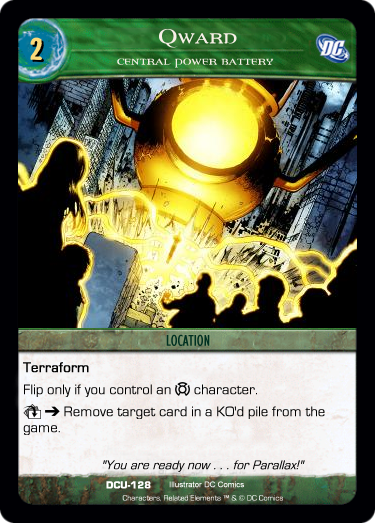 2
Qward
DC
CENTRAL POWER BATTERY
LOCATION
Terraform
Flip only if you control an character.
➔ Remove target card in a KO'd pile from the
game.
"You are ready now . . . for Parallax!"
DCU-128 Illustrator DC Comics
Characters, Related Elements ™ & © DC Comics